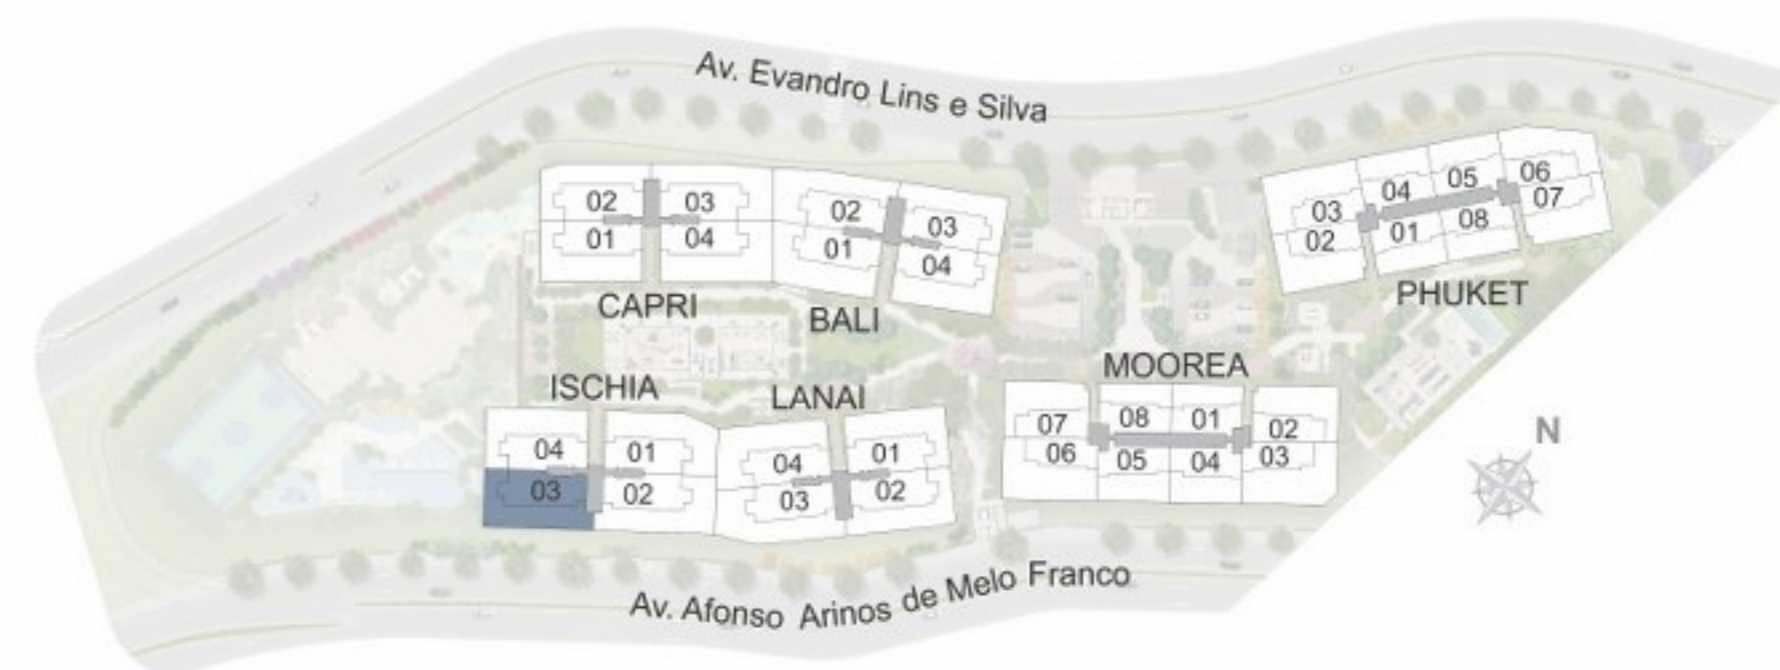 Av. Evandro Lins e Silva
02 03
01 04
CAPRI
02 03
01 04
BALI
03 04 05 06
02 01 08 07
PHUKET
ISCHIA
04 01
03 02
LANAI
04 01
03 02
MOOREA
07 08 01 02
06 05 04 03
N
Av. Afonso Arinos de Melo Franco